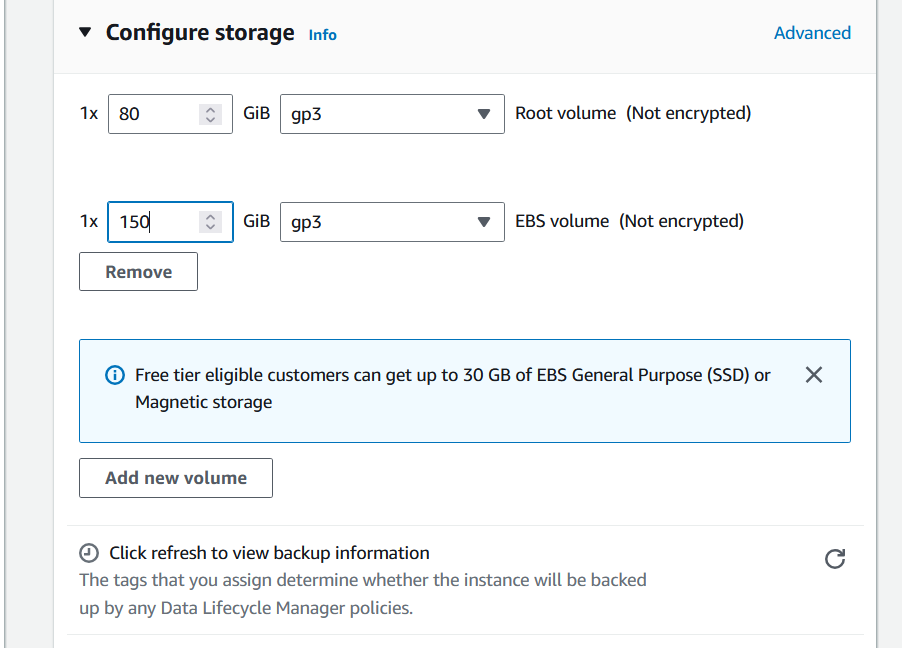 Configure storage Info Advanced
1x 80 GiB gp3 Root volume (Not encrypted)
1x 150 GiB gp3 EBS volume (Not encrypted)
Remove
Free tier eligible customers can get up to 30 GB of EBS General Purpose (SSD) or
Magnetic storage
Add new volume
Click refresh to view backup information
The tags that you assign determine whether the instance will be backed
up by any Data Lifecycle Manager policies.